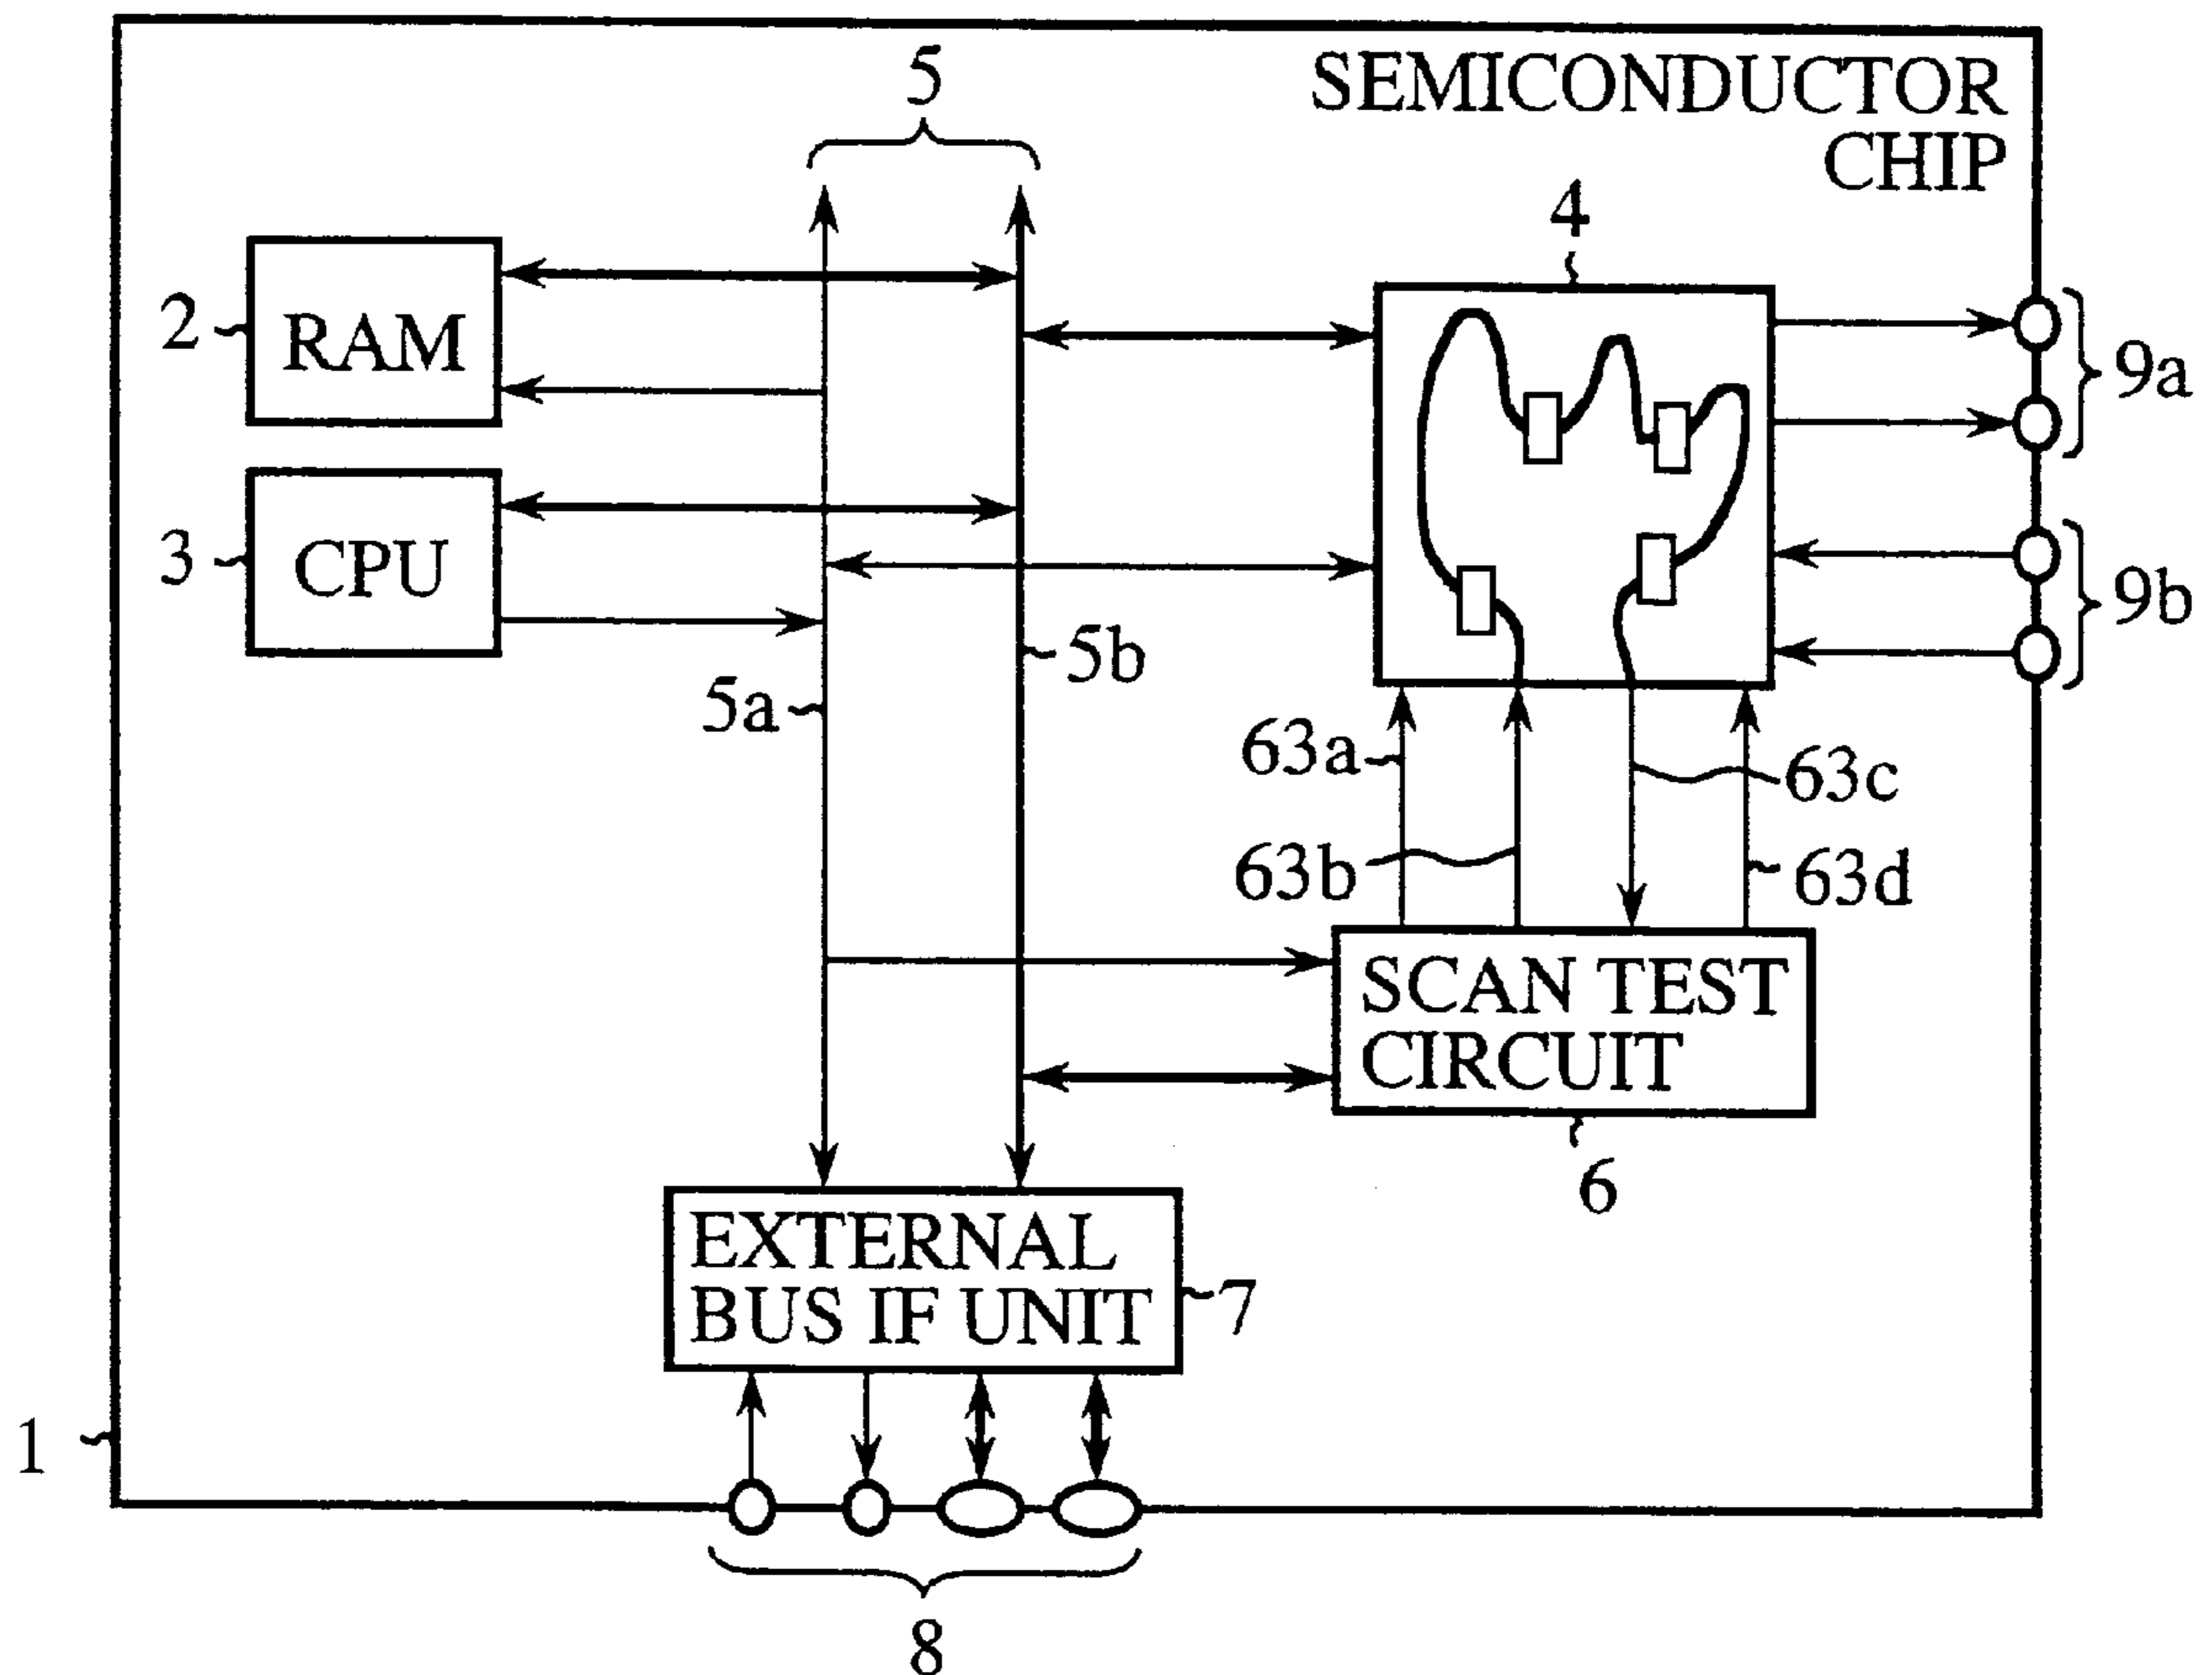 SEMICONDUCTOR
CHIP
5
4
2
RAM
9a
3
CPU
9b
5b
5a
63a
63c
63b
63d
SCAN TEST
CIRCUIT
6
EXTERNAL
BUS IF UNIT
7
1
8